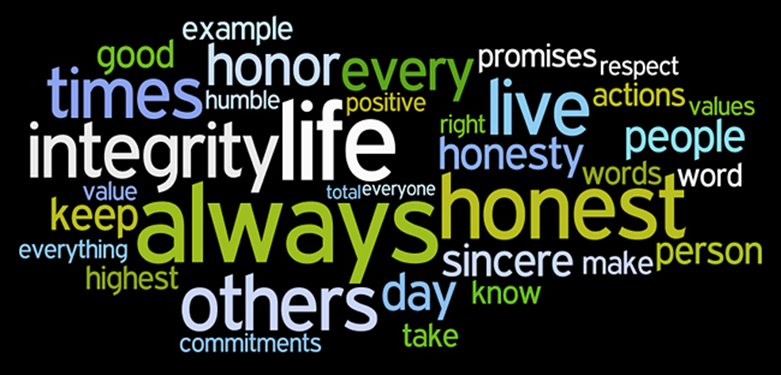 example
good honor every promises respect
times humble positive live actions values
integrity life right honesty people
value total everyone words word
keep always honest
everything sincere make person
highest others day know
commitments take